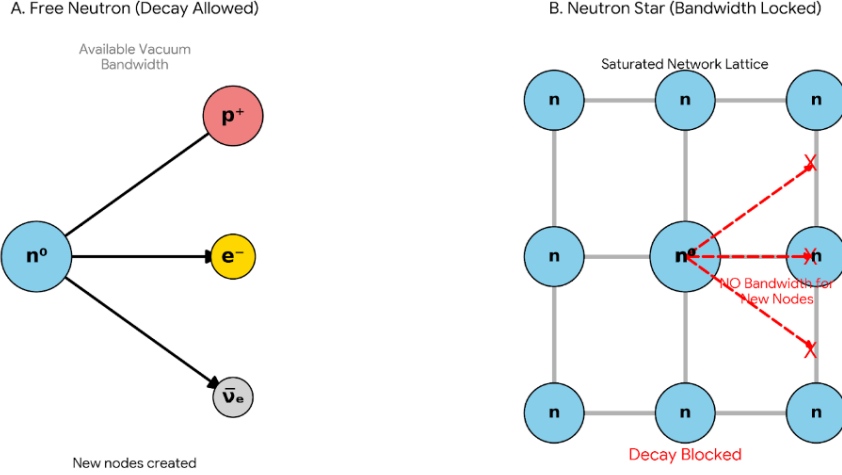 A. Free Neutron (Decay Allowed)
Available Vacuum
Bandwidth
p⁺
n⁰
e⁻
ν̄ₑ
New nodes created
B. Neutron Star (Bandwidth Locked)
Saturated Network Lattice
n
n
n
X
n
n⁰
X
n
NO Bandwidth for
New Nodes
X
n
n
n
Decay Blocked